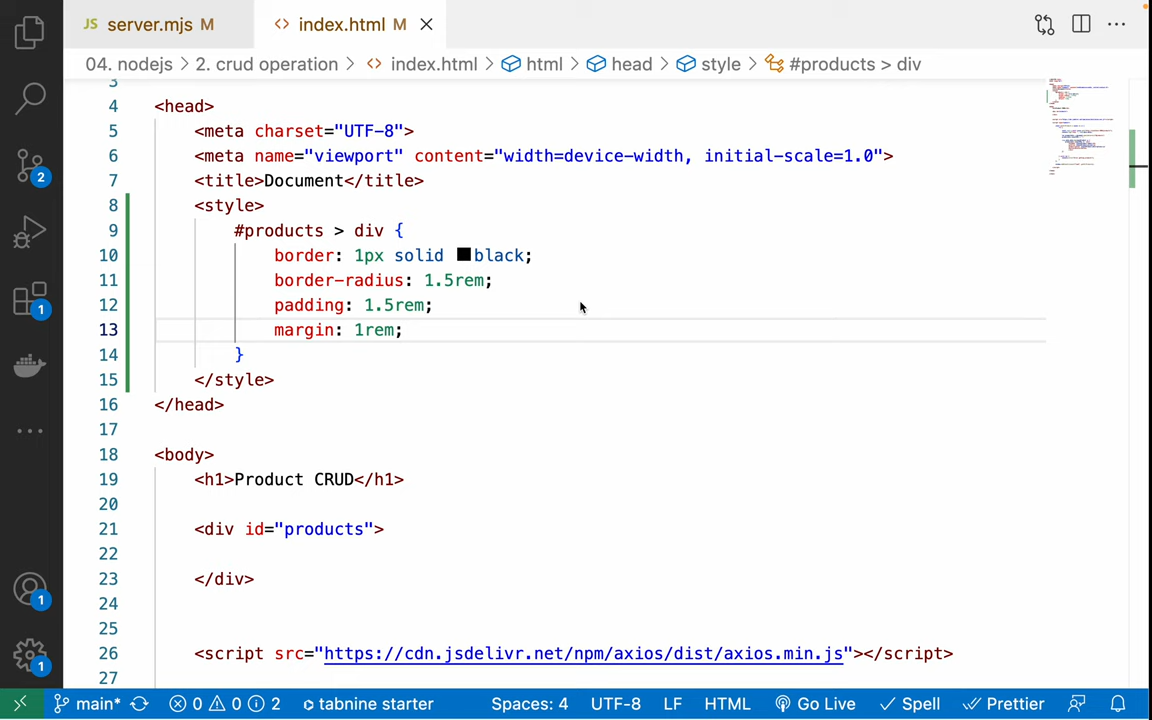 JS server.mjs M
<> index.html M ×
04. nodejs > 2. crud operation > <> index.html > html > head > style > #products > div
3
4 <head>
5 <meta charset="UTF-8">
6 <meta name="viewport" content="width=device-width, initial-scale=1.0">
7 <title>Document</title>
8 <style>
9 #products > div {
10 border: 1px solid black;
11 border-radius: 1.5rem;
12 padding: 1.5rem;
13 margin: 1rem;
14 }
15 </style>
16 </head>
17
18 <body>
19 <h1>Product CRUD</h1>
20
21 <div id="products">
22
23 </div>
24
25
26 <script src="https://cdn.jsdelivr.net/npm/axios/dist/axios.min.js"></script>
27
2
1
1
1
main* 0 0 2 tabnine starter Spaces: 4 UTF-8 LF HTML Go Live Spell Prettier